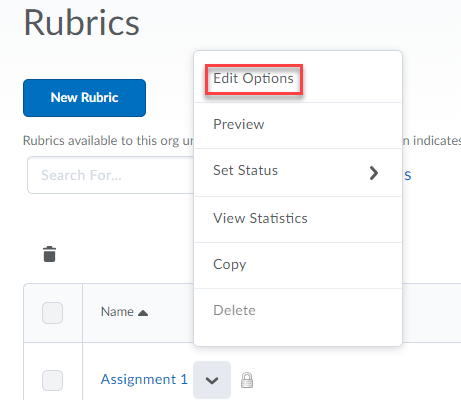 Rubrics
New Rubric
Edit Options
Preview
Set Status
View Statistics
Copy
Delete
Rubrics available to this org un
n indicates
Search For...
s
Name
Assignment 1